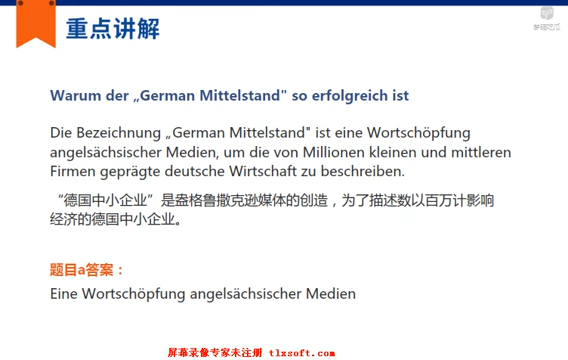 重点讲解
Warum der „German Mittelstand" so erfolgreich ist
Die Bezeichnung „German Mittelstand" ist eine Wortschöpfung
angelsächsischer Medien, um die von Millionen kleinen und mittleren
Firmen geprägte deutsche Wirtschaft zu beschreiben.
“德国中小企业”是盎格鲁撒克逊媒体的创造，为了描述数以百万计影响
经济的德国中小企业。
题目a答案：
Eine Wortschöpfung angelsächsischer Medien
屏幕录像专家未注册 tlxsoft.com